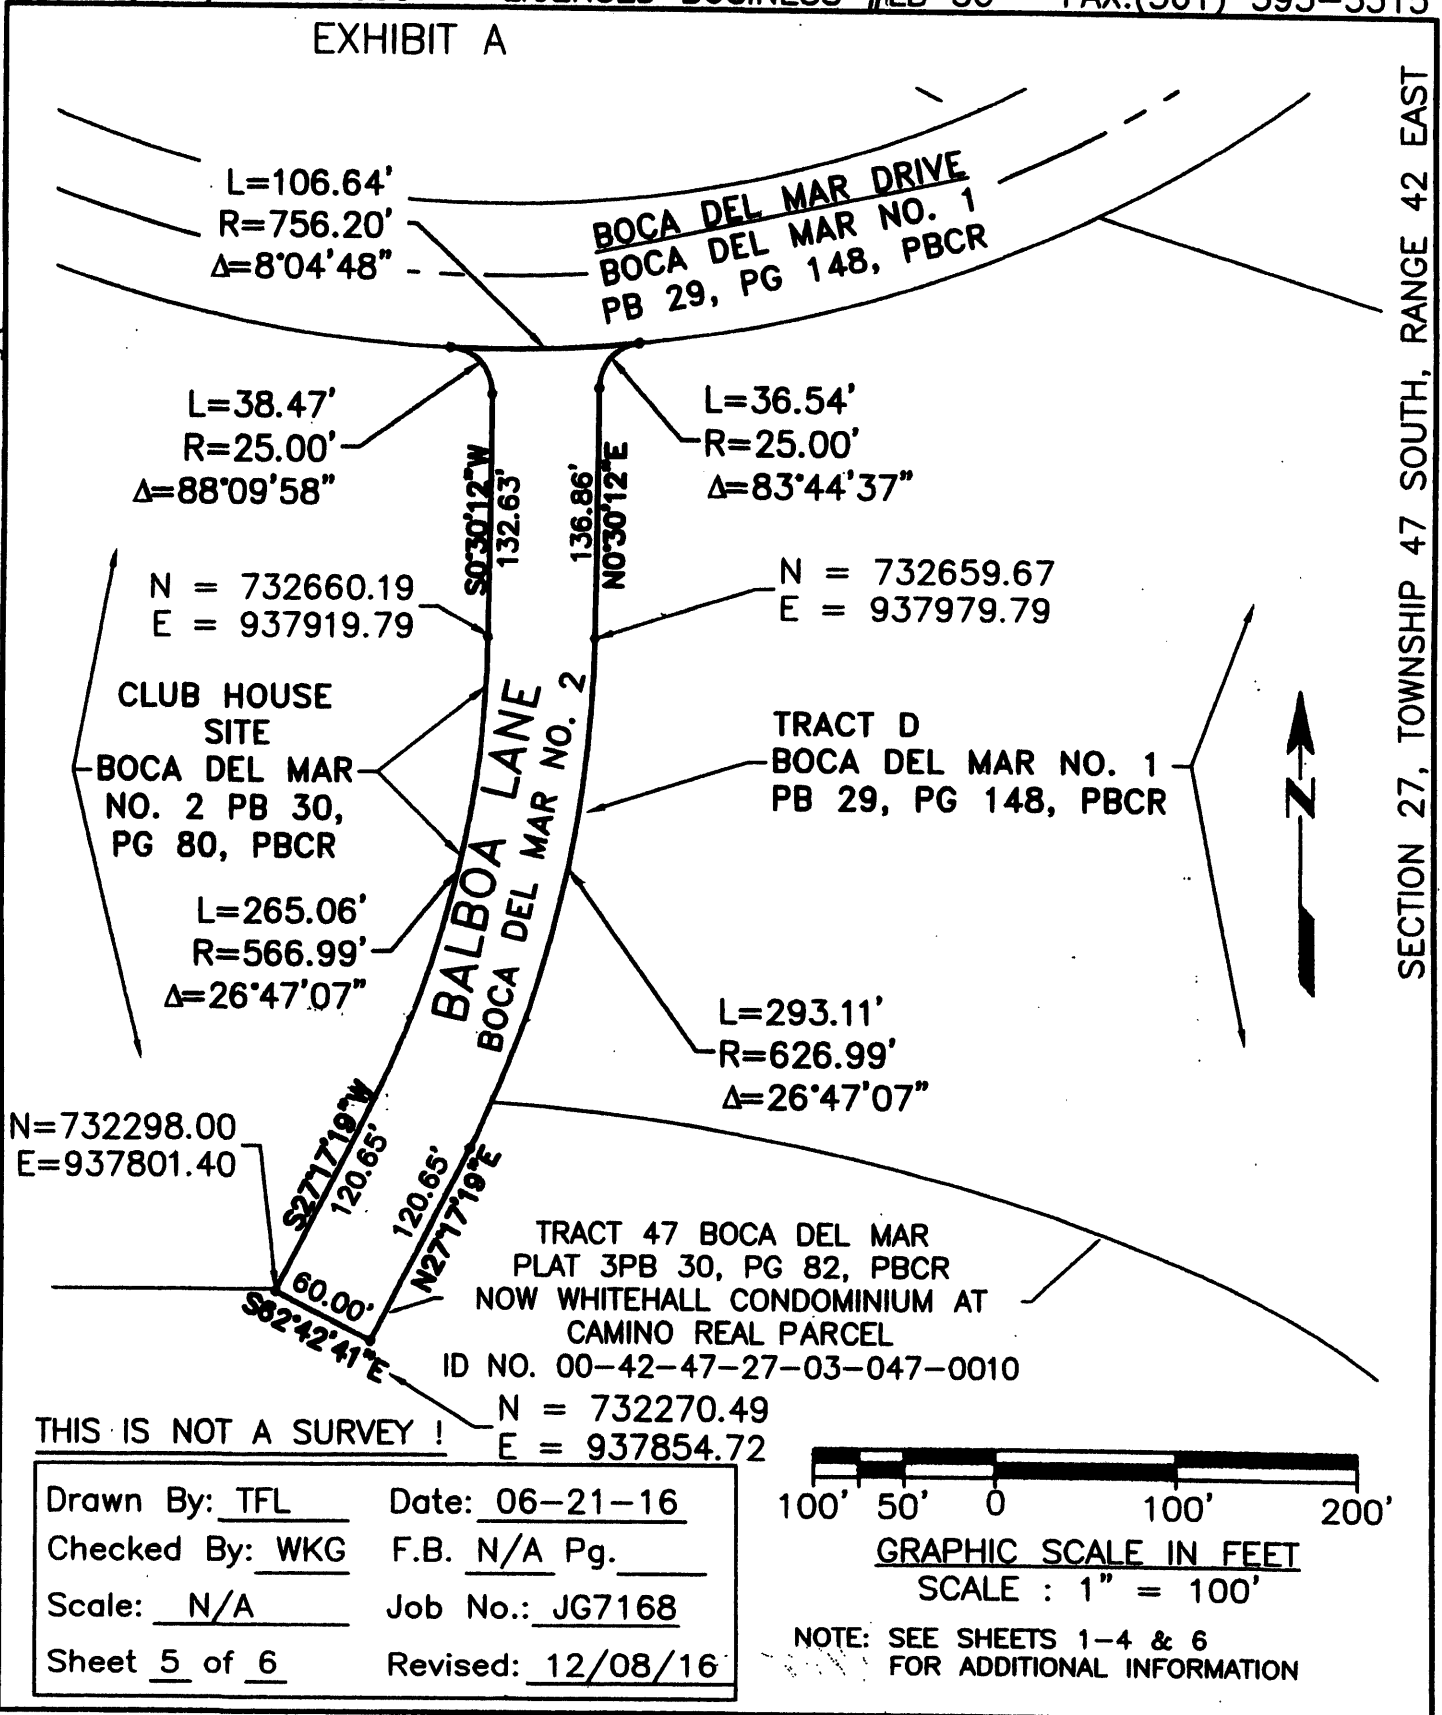 LICENSED BUSINESS #LB 50 FAX:(561) 395-3315
EXHIBIT A
L=106.64'
R=756.20'
Δ=8°04'48"
BOCA DEL MAR DRIVE
BOCA DEL MAR NO. 1
PB 29, PG 148, PBCR
L=38.47'
R=25.00'
Δ=88°09'58"
L=36.54'
R=25.00'
Δ=83°44'37"
S0°30'12"W
132.63'
136.86'
N0°30'12"E
N = 732660.19
E = 937919.79
N = 732659.67
E = 937979.79
CLUB HOUSE
SITE
BOCA DEL MAR
NO. 2 PB 30,
PG 80, PBCR
BALBOA LANE
BOCA DEL MAR NO. 2
TRACT D
BOCA DEL MAR NO. 1
PB 29, PG 148, PBCR
N
L=265.06'
R=566.99'
Δ=26°47'07"
L=293.11'
R=626.99'
Δ=26°47'07"
N=732298.00
E=937801.40
S27°17'19"W
120.65'
120.65'
N27°17'19"E
60.00'
S62°42'41"E
TRACT 47 BOCA DEL MAR
PLAT 3PB 30, PG 82, PBCR
NOW WHITEHALL CONDOMINIUM AT
CAMINO REAL PARCEL
ID NO. 00-42-47-27-03-047-0010
N = 732270.49
E = 937854.72
SECTION 27, TOWNSHIP 47 SOUTH, RANGE 42 EAST
THIS IS NOT A SURVEY !
Drawn By: TFL Date: 06-21-16
Checked By: WKG F.B. N/A Pg.
Scale: N/A Job No.: JG7168
Sheet 5 of 6 Revised: 12/08/16
100' 50' 0 100' 200'
GRAPHIC SCALE IN FEET
SCALE : 1" = 100'
NOTE: SEE SHEETS 1-4 & 6
FOR ADDITIONAL INFORMATION